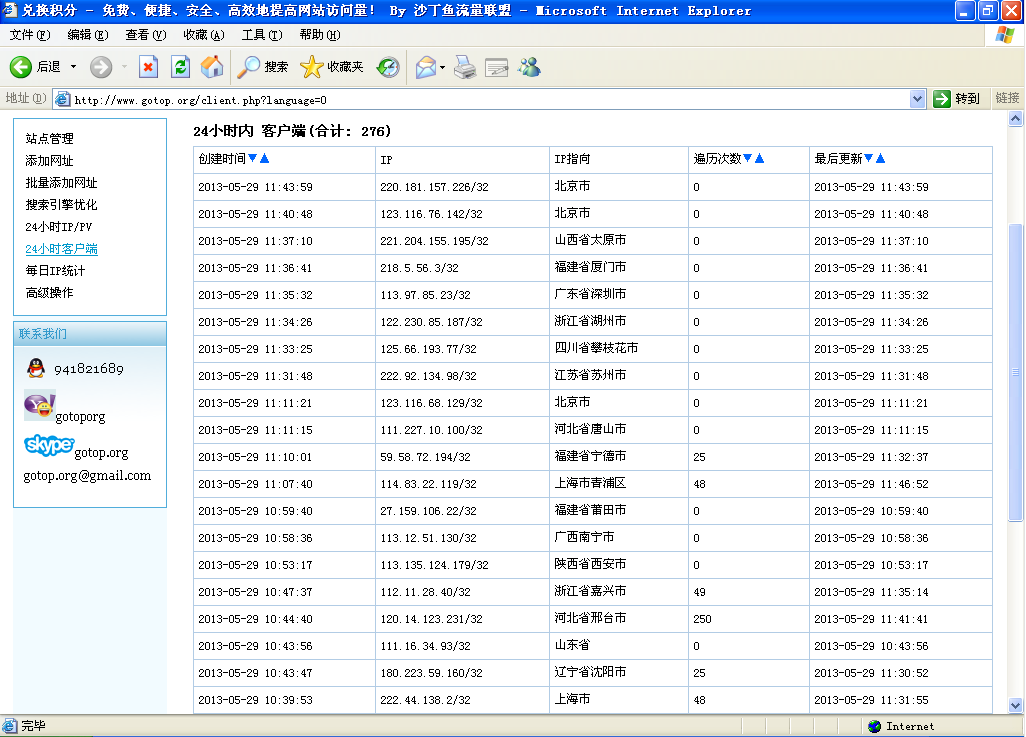 兑换积分 - 免费、便捷、安全、高效地提高网站访问量! By 沙丁鱼流量联盟 - Microsoft Internet Explorer
文件(F) 编辑(E) 查看(V) 收藏(A) 工具(T) 帮助(H)
后退 搜索 收藏夹
地址(D) http://www.gotop.org/client.php?language=0 转到 链接
站点管理
添加网址
批量添加网址
搜索引擎优化
24小时IP/PV
24小时客户端
每日IP统计
高级操作
联系我们
941821689
gotoporg
skype gotop.org
gotop.org@gmail.com
24小时内 客户端(合计: 276)
创建时间▼▲ IP IP指向 遍历次数▼▲ 最后更新▼▲
2013-05-29 11:43:59 220.181.157.226/32 北京市 0 2013-05-29 11:43:59
2013-05-29 11:40:48 123.116.76.142/32 北京市 0 2013-05-29 11:40:48
2013-05-29 11:37:10 221.204.155.195/32 山西省太原市 0 2013-05-29 11:37:10
2013-05-29 11:36:41 218.5.56.3/32 福建省厦门市 0 2013-05-29 11:36:41
2013-05-29 11:35:32 113.97.85.23/32 广东省深圳市 0 2013-05-29 11:35:32
2013-05-29 11:34:26 122.230.85.187/32 浙江省湖州市 0 2013-05-29 11:34:26
2013-05-29 11:33:25 125.66.193.77/32 四川省攀枝花市 0 2013-05-29 11:33:25
2013-05-29 11:31:48 222.92.134.98/32 江苏省苏州市 0 2013-05-29 11:31:48
2013-05-29 11:11:21 123.116.68.129/32 北京市 0 2013-05-29 11:11:21
2013-05-29 11:11:15 111.227.10.100/32 河北省唐山市 0 2013-05-29 11:11:15
2013-05-29 11:10:01 59.58.72.194/32 福建省宁德市 25 2013-05-29 11:32:37
2013-05-29 11:07:40 114.83.22.119/32 上海市青浦区 48 2013-05-29 11:46:52
2013-05-29 10:59:40 27.159.106.22/32 福建省莆田市 0 2013-05-29 10:59:40
2013-05-29 10:58:36 113.12.51.130/32 广西南宁市 0 2013-05-29 10:58:36
2013-05-29 10:53:17 113.135.124.179/32 陕西省西安市 0 2013-05-29 10:53:17
2013-05-29 10:47:37 112.11.28.40/32 浙江省嘉兴市 49 2013-05-29 11:35:14
2013-05-29 10:44:40 120.14.123.231/32 河北省邢台市 250 2013-05-29 11:41:41
2013-05-29 10:43:56 111.16.34.93/32 山东省 0 2013-05-29 10:43:56
2013-05-29 10:43:47 180.223.59.160/32 辽宁省沈阳市 25 2013-05-29 11:30:52
2013-05-29 10:39:53 222.44.138.2/32 上海市 48 2013-05-29 11:31:55
完毕 Internet